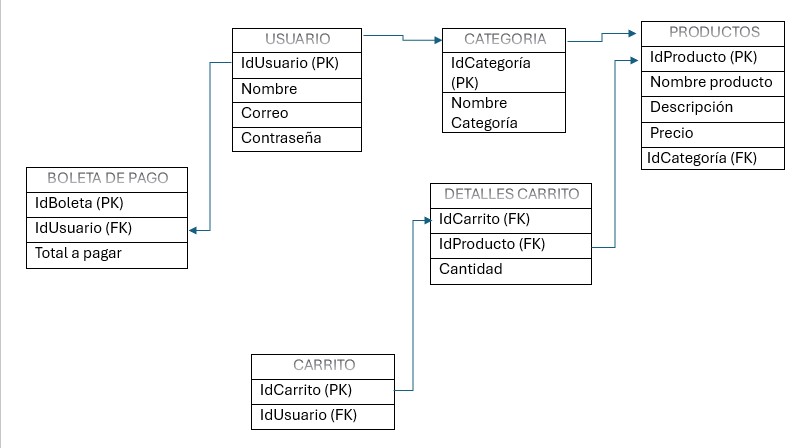 USUARIO
IdUsuario (PK)
Nombre
Correo
Contraseña
CATEGORIA
IdCategoría
(PK)
Nombre
Categoría
PRODUCTOS
IdProducto (PK)
Nombre producto
Descripción
Precio
IdCategoría (FK)
BOLETA DE PAGO
IdBoleta (PK)
IdUsuario (FK)
Total a pagar
DETALLES CARRITO
IdCarrito (FK)
IdProducto (FK)
Cantidad
CARRITO
IdCarrito (PK)
IdUsuario (FK)